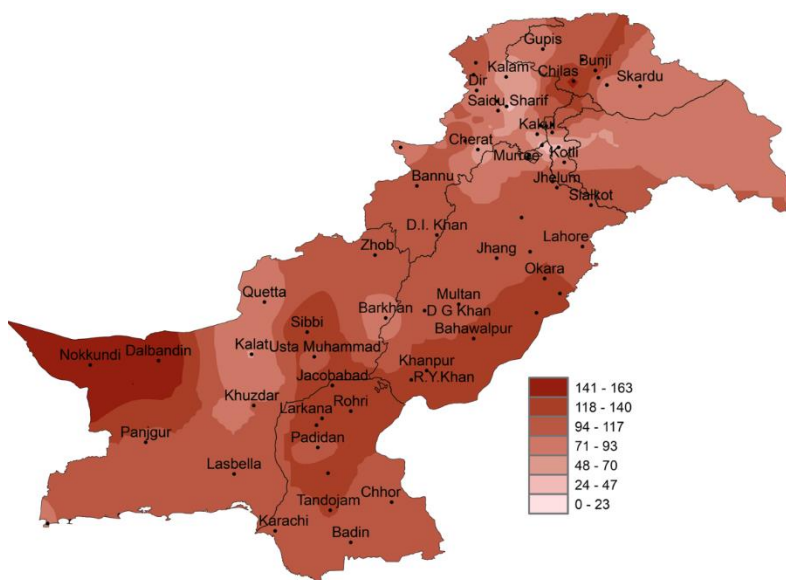 Gupis
Kalam
Bunji
Chilas
Skardu
Dir
Saidu Sharif
Kakul
Cherat
Murree
Kotli
Bannu
Jhelum
Sialkot
D.I. Khan
Lahore
Zhob
Jhang
Okara
Quetta
Multan
Barkhan
D G Khan
Sibbi
Bahawalpur
Kalat
Usta Muhammad
Nokkundi
Dalbandin
Khanpur
Jacobabad
R.Y.Khan
Khuzdar
Larkana
Rohri
Panjgur
Padidan
Lasbella
Chhor
Tandojam
Karachi
Badin
141 - 163
118 - 140
94 - 117
71 - 93
48 - 70
24 - 47
0 - 23